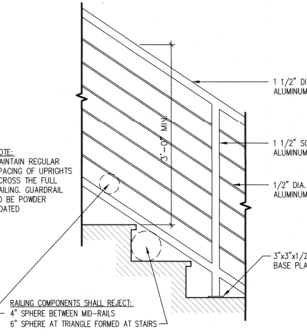 1 1/2" DI
ALUMINUM
3'-0" MIN.
1 1/2" SQ
ALUMINUM
OTE:
AINTAIN REGULAR
PACING OF UPRIGHTS
CROSS THE FULL
AILING. GUARDRAIL
O BE POWDER
OATED
1/2" DIA.
ALUMINUM
3"x3"x1/2
BASE PLA
RAILING COMPONENTS SHALL REJECT:
4" SPHERE BETWEEN MID-RAILS
6" SPHERE AT TRIANGLE FORMED AT STAIRS